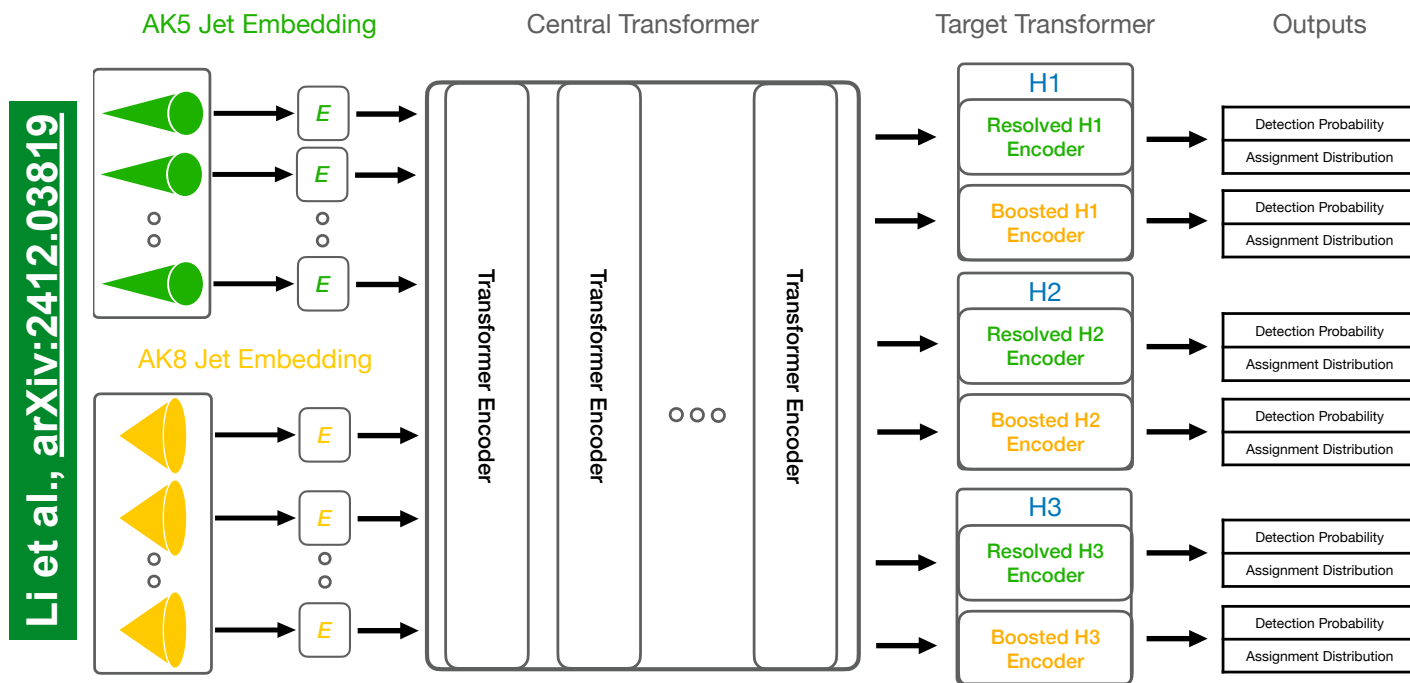 AK5 Jet Embedding
Central Transformer
Target Transformer
Outputs
Li et al., arXiv:2412.03819
E
E
E
AK8 Jet Embedding
E
E
E
Transformer Encoder
Transformer Encoder
Transformer Encoder
H1
Resolved H1
Encoder
Boosted H1
Encoder
H2
Resolved H2
Encoder
Boosted H2
Encoder
H3
Resolved H3
Encoder
Boosted H3
Encoder
Detection Probability
Assignment Distribution
Detection Probability
Assignment Distribution
Detection Probability
Assignment Distribution
Detection Probability
Assignment Distribution
Detection Probability
Assignment Distribution
Detection Probability
Assignment Distribution